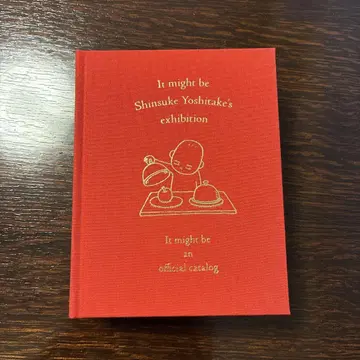 It might be
Shinsuke Yoshitake's
exhibition
It might be
an
official catalog